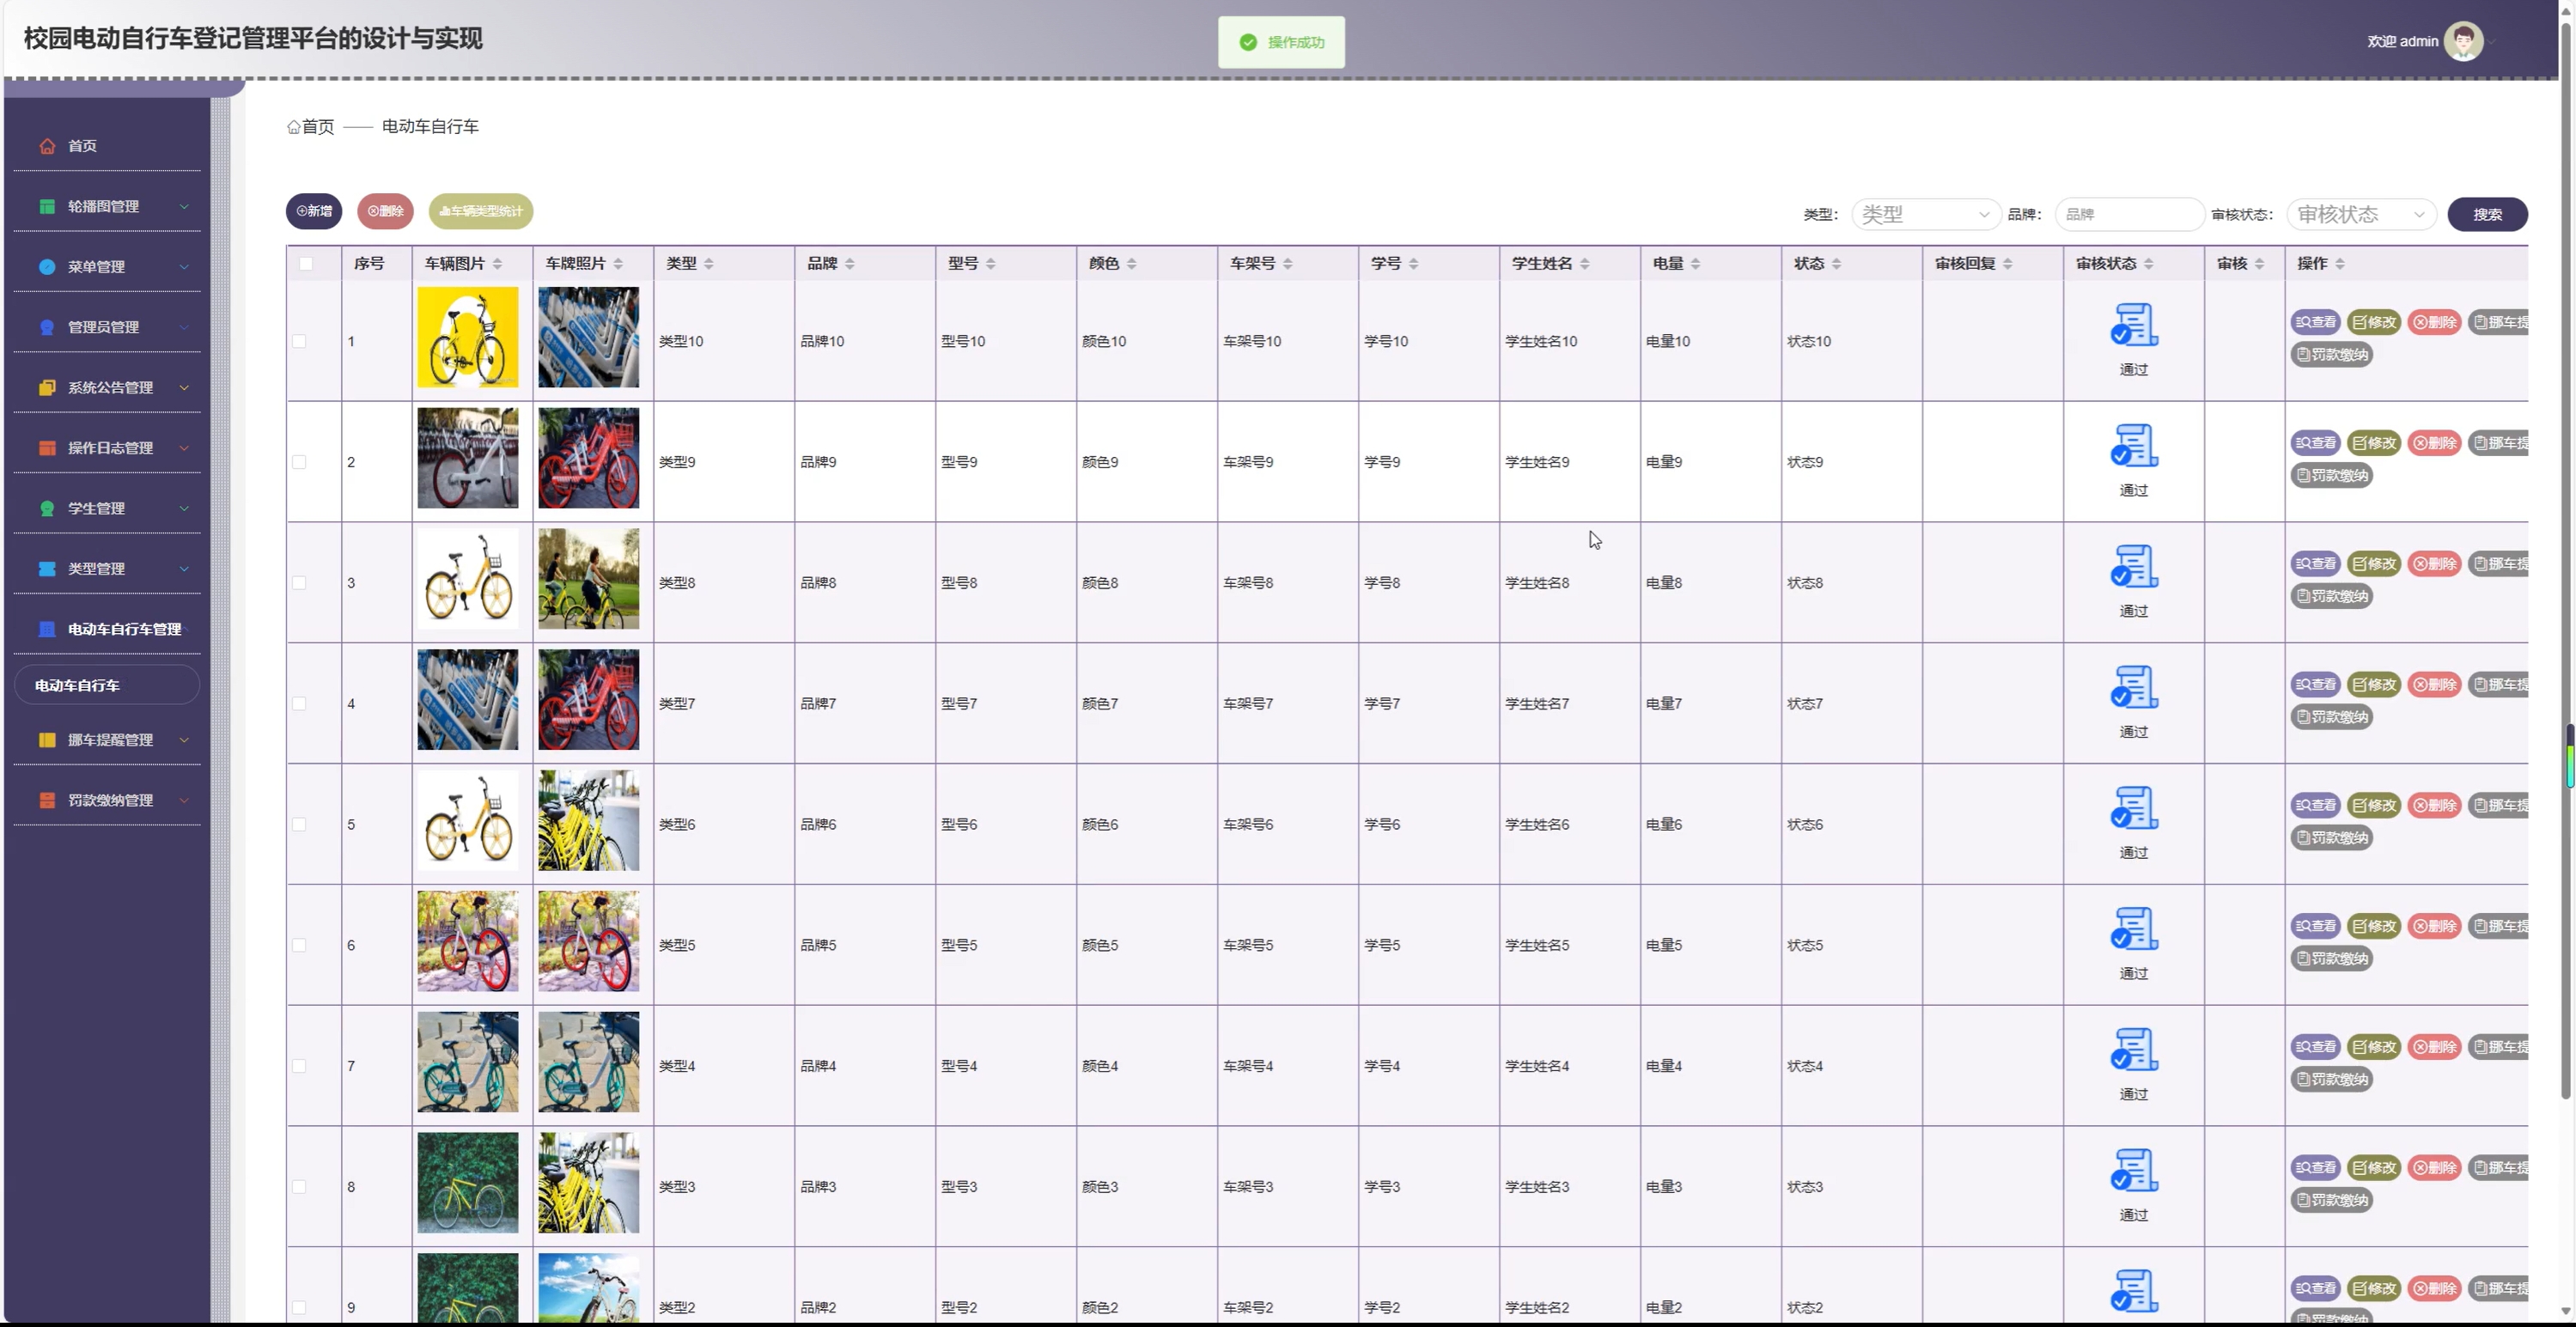 校园电动自行车登记管理平台的设计与实现
操作成功
欢迎 admin
首页
轮播图管理
菜单管理
管理员管理
系统公告管理
操作日志管理
学生管理
类型管理
电动车自行车管理
电动车自行车
挪车提醒管理
罚款缴纳管理
首页 电动车自行车
新增 删除 车辆类型统计 类型： 类型 品牌： 品牌 审核状态： 审核状态 搜索
序号 车辆图片 车牌照片 类型 品牌 型号 颜色 车架号 学号 学生姓名 电量 状态 审核回复 审核状态 审核 操作
1 类型10 品牌10 型号10 颜色10 车架号10 学号10 学生姓名10 电量10 状态10 通过 查看 修改 删除 挪车提
罚款缴纳
2 类型9 品牌9 型号9 颜色9 车架号9 学号9 学生姓名9 电量9 状态9 通过 查看 修改 删除 挪车提
罚款缴纳
3 类型8 品牌8 型号8 颜色8 车架号8 学号8 学生姓名8 电量8 状态8 通过 查看 修改 删除 挪车提
罚款缴纳
4 类型7 品牌7 型号7 颜色7 车架号7 学号7 学生姓名7 电量7 状态7 通过 查看 修改 删除 挪车提
罚款缴纳
5 类型6 品牌6 型号6 颜色6 车架号6 学号6 学生姓名6 电量6 状态6 通过 查看 修改 删除 挪车提
罚款缴纳
6 类型5 品牌5 型号5 颜色5 车架号5 学号5 学生姓名5 电量5 状态5 通过 查看 修改 删除 挪车提
罚款缴纳
7 类型4 品牌4 型号4 颜色4 车架号4 学号4 学生姓名4 电量4 状态4 通过 查看 修改 删除 挪车提
罚款缴纳
8 类型3 品牌3 型号3 颜色3 车架号3 学号3 学生姓名3 电量3 状态3 通过 查看 修改 删除 挪车提
罚款缴纳
9 类型2 品牌2 型号2 颜色2 车架号2 学号2 学生姓名2 电量2 状态2 查看 修改 删除 挪车提